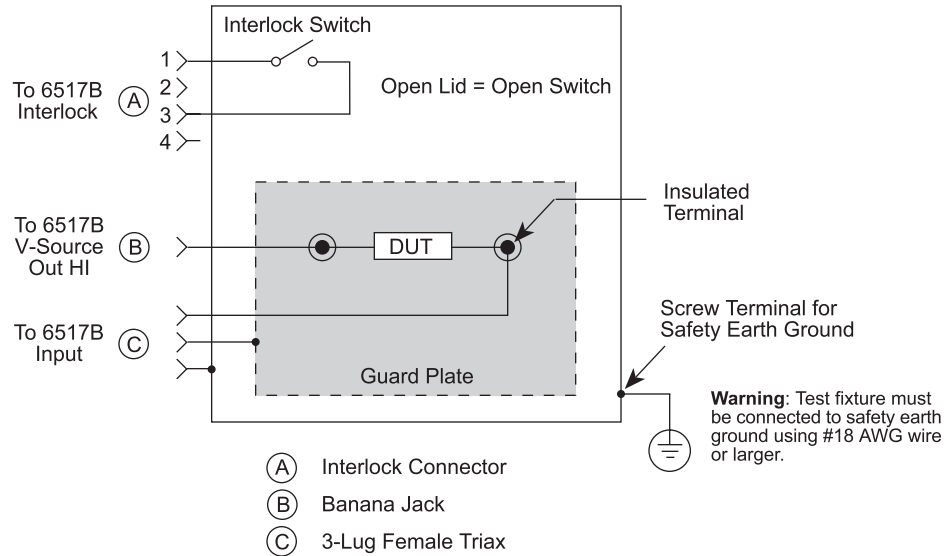 Interlock Switch
1
2
3
4
To 6517B
Interlock
A
Open Lid = Open Switch
To 6517B
V-Source
Out HI
B
DUT
Insulated
Terminal
To 6517B
Input
C
Guard Plate
Screw Terminal for
Safety Earth Ground
Warning: Test fixture must
be connected to safety earth
ground using #18 AWG wire
or larger.
A Interlock Connector
B Banana Jack
C 3-Lug Female Triax